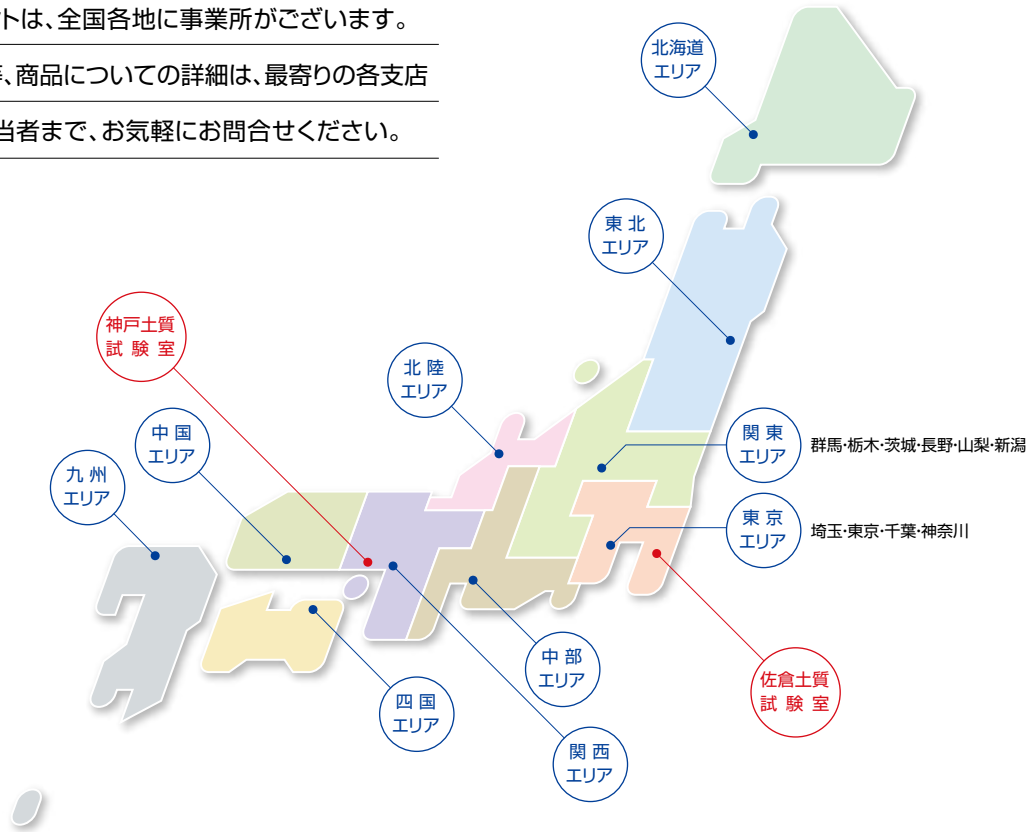 トは、全国各地に事業所がございます。
、商品についての詳細は、最寄りの各支店
当者まで、お気軽にお問合せください。
北海道
エリア
東北
エリア
神戸土質
試験室
北陸
エリア
中国
エリア
九州
エリア
関東
エリア
群馬・栃木・茨城・長野・山梨・新潟
東京
エリア
埼玉・東京・千葉・神奈川
中部
エリア
佐倉土質
試験室
四国
エリア
関西
エリア